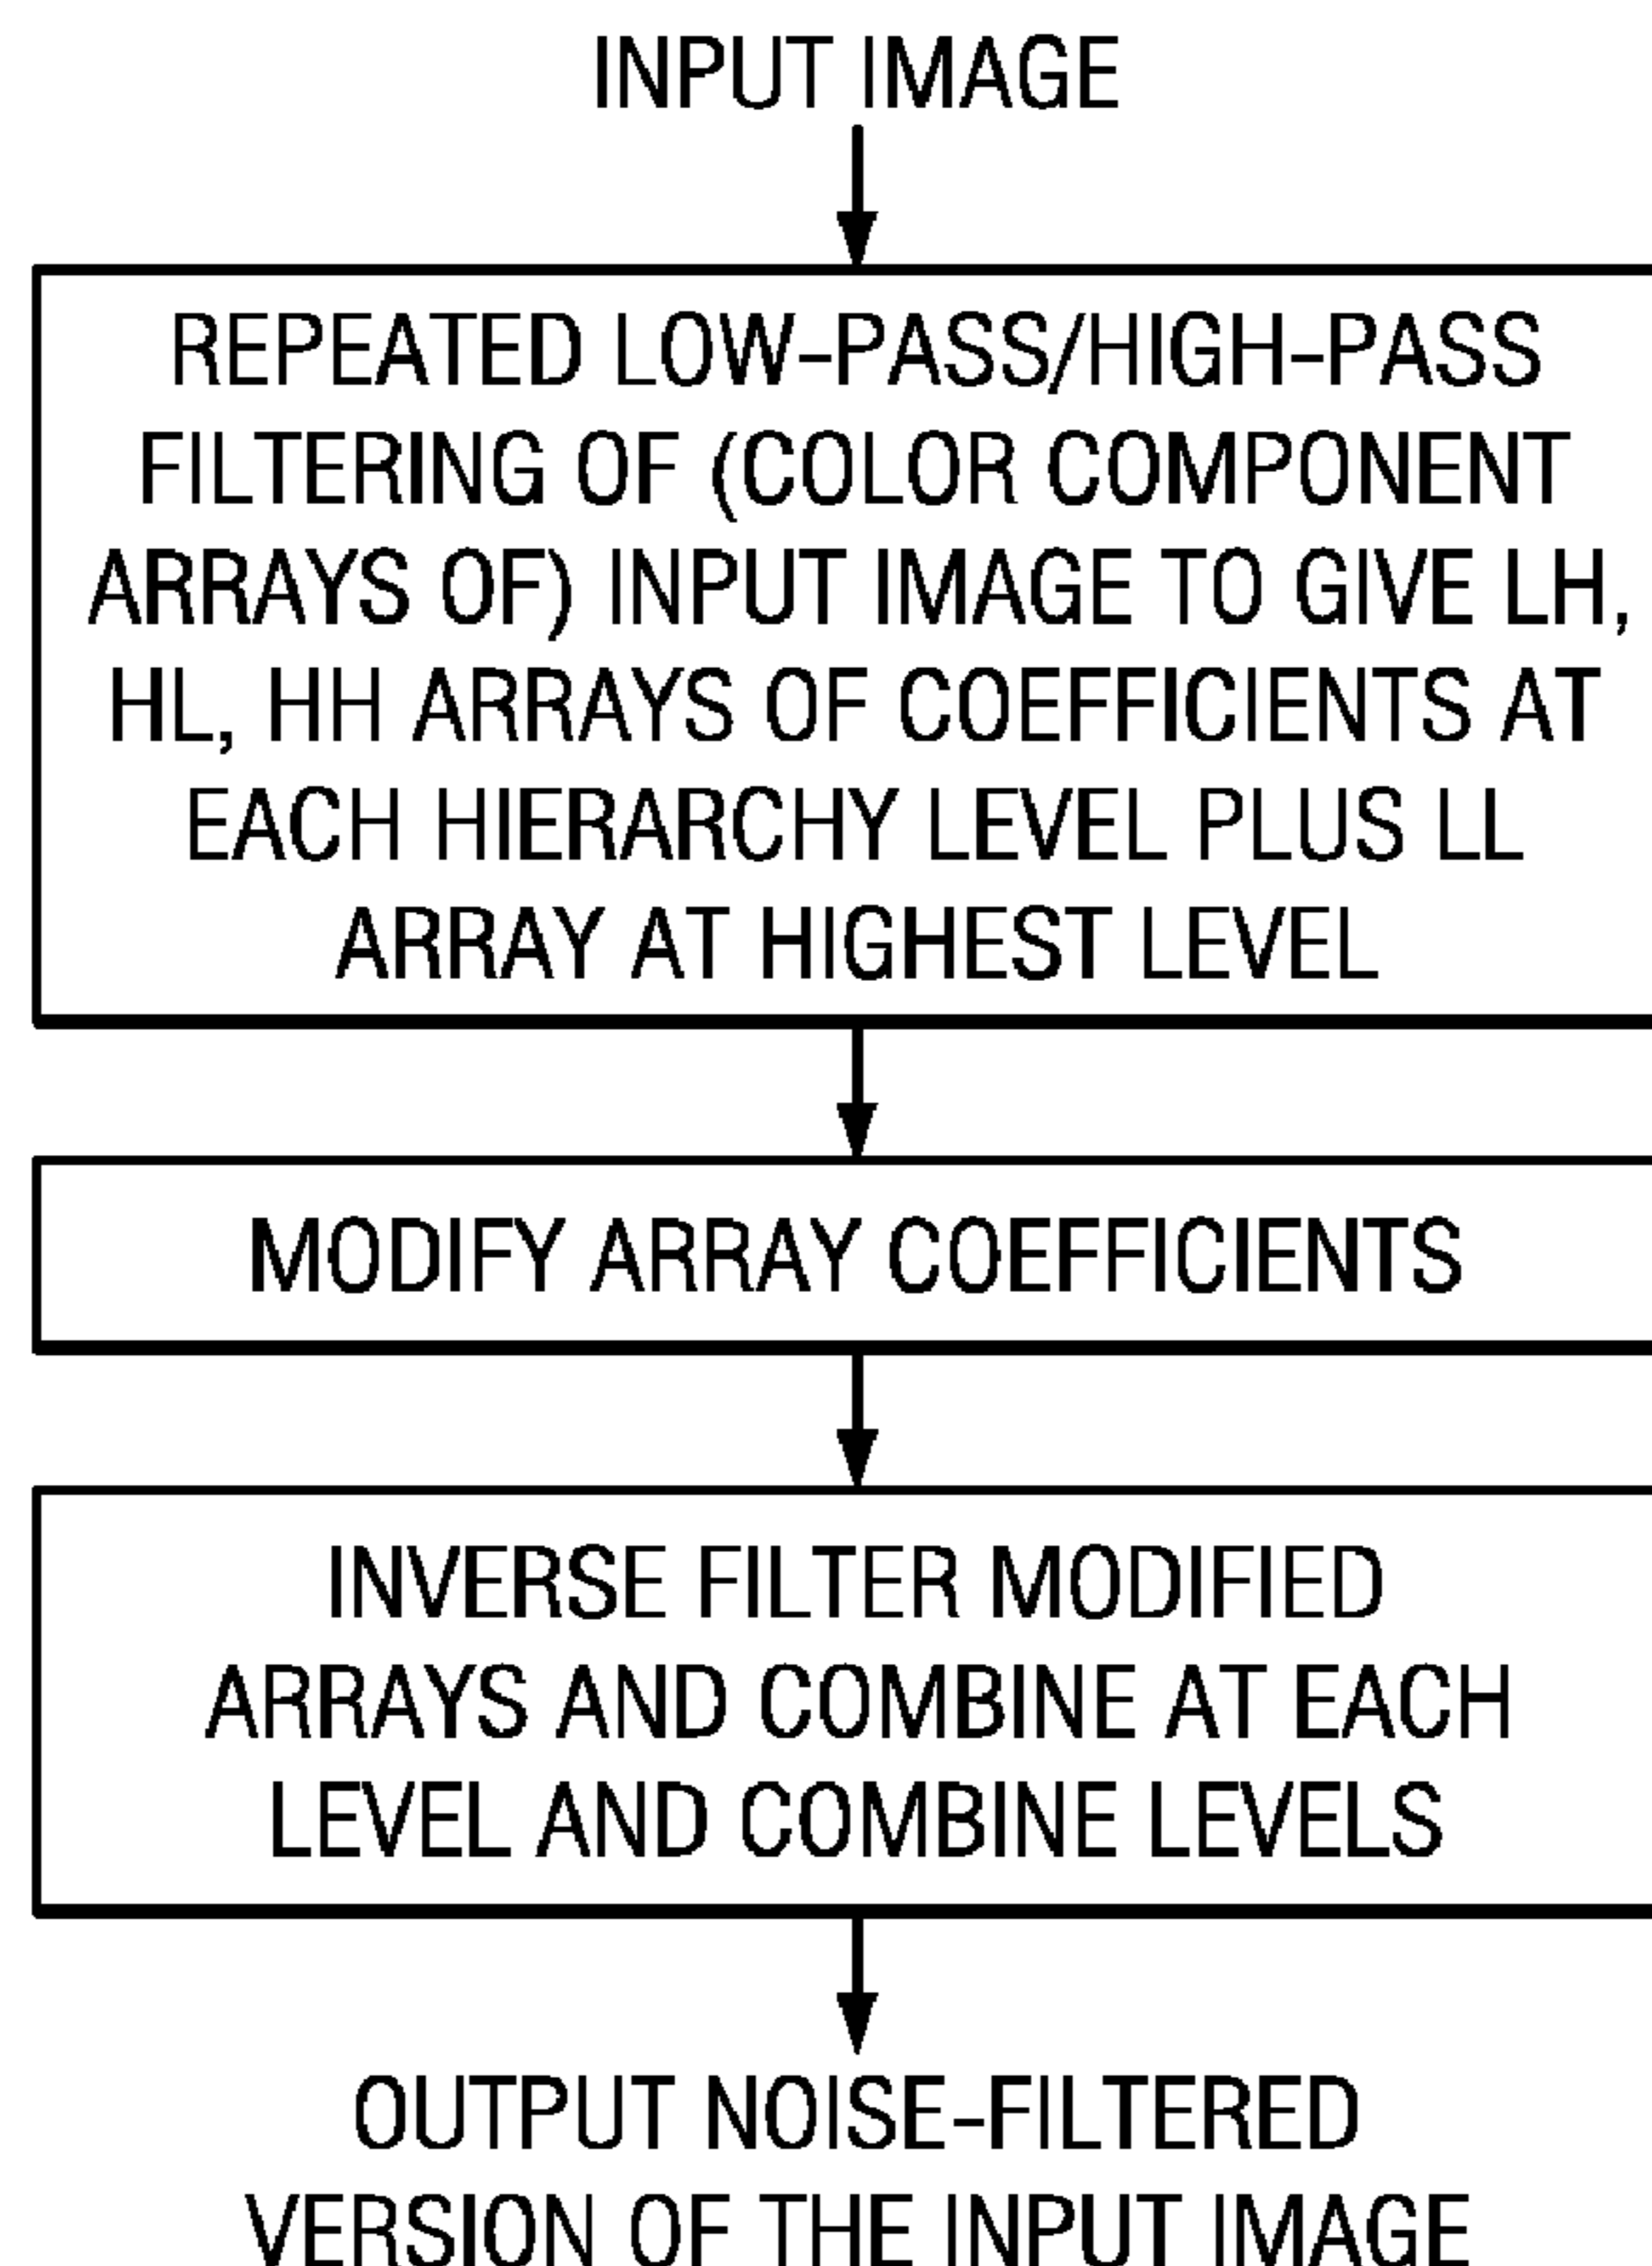 INPUT IMAGE
REPEATED LOW-PASS/HIGH-PASS
FILTERING OF (COLOR COMPONENT
ARRAYS OF) INPUT IMAGE TO GIVE LH,
HL, HH ARRAYS OF COEFFICIENTS AT
EACH HIERARCHY LEVEL PLUS LL
ARRAY AT HIGHEST LEVEL
MODIFY ARRAY COEFFICIENTS
INVERSE FILTER MODIFIED
ARRAYS AND COMBINE AT EACH
LEVEL AND COMBINE LEVELS
OUTPUT NOISE-FILTERED
VERSION OF THE INPUT IMAGE